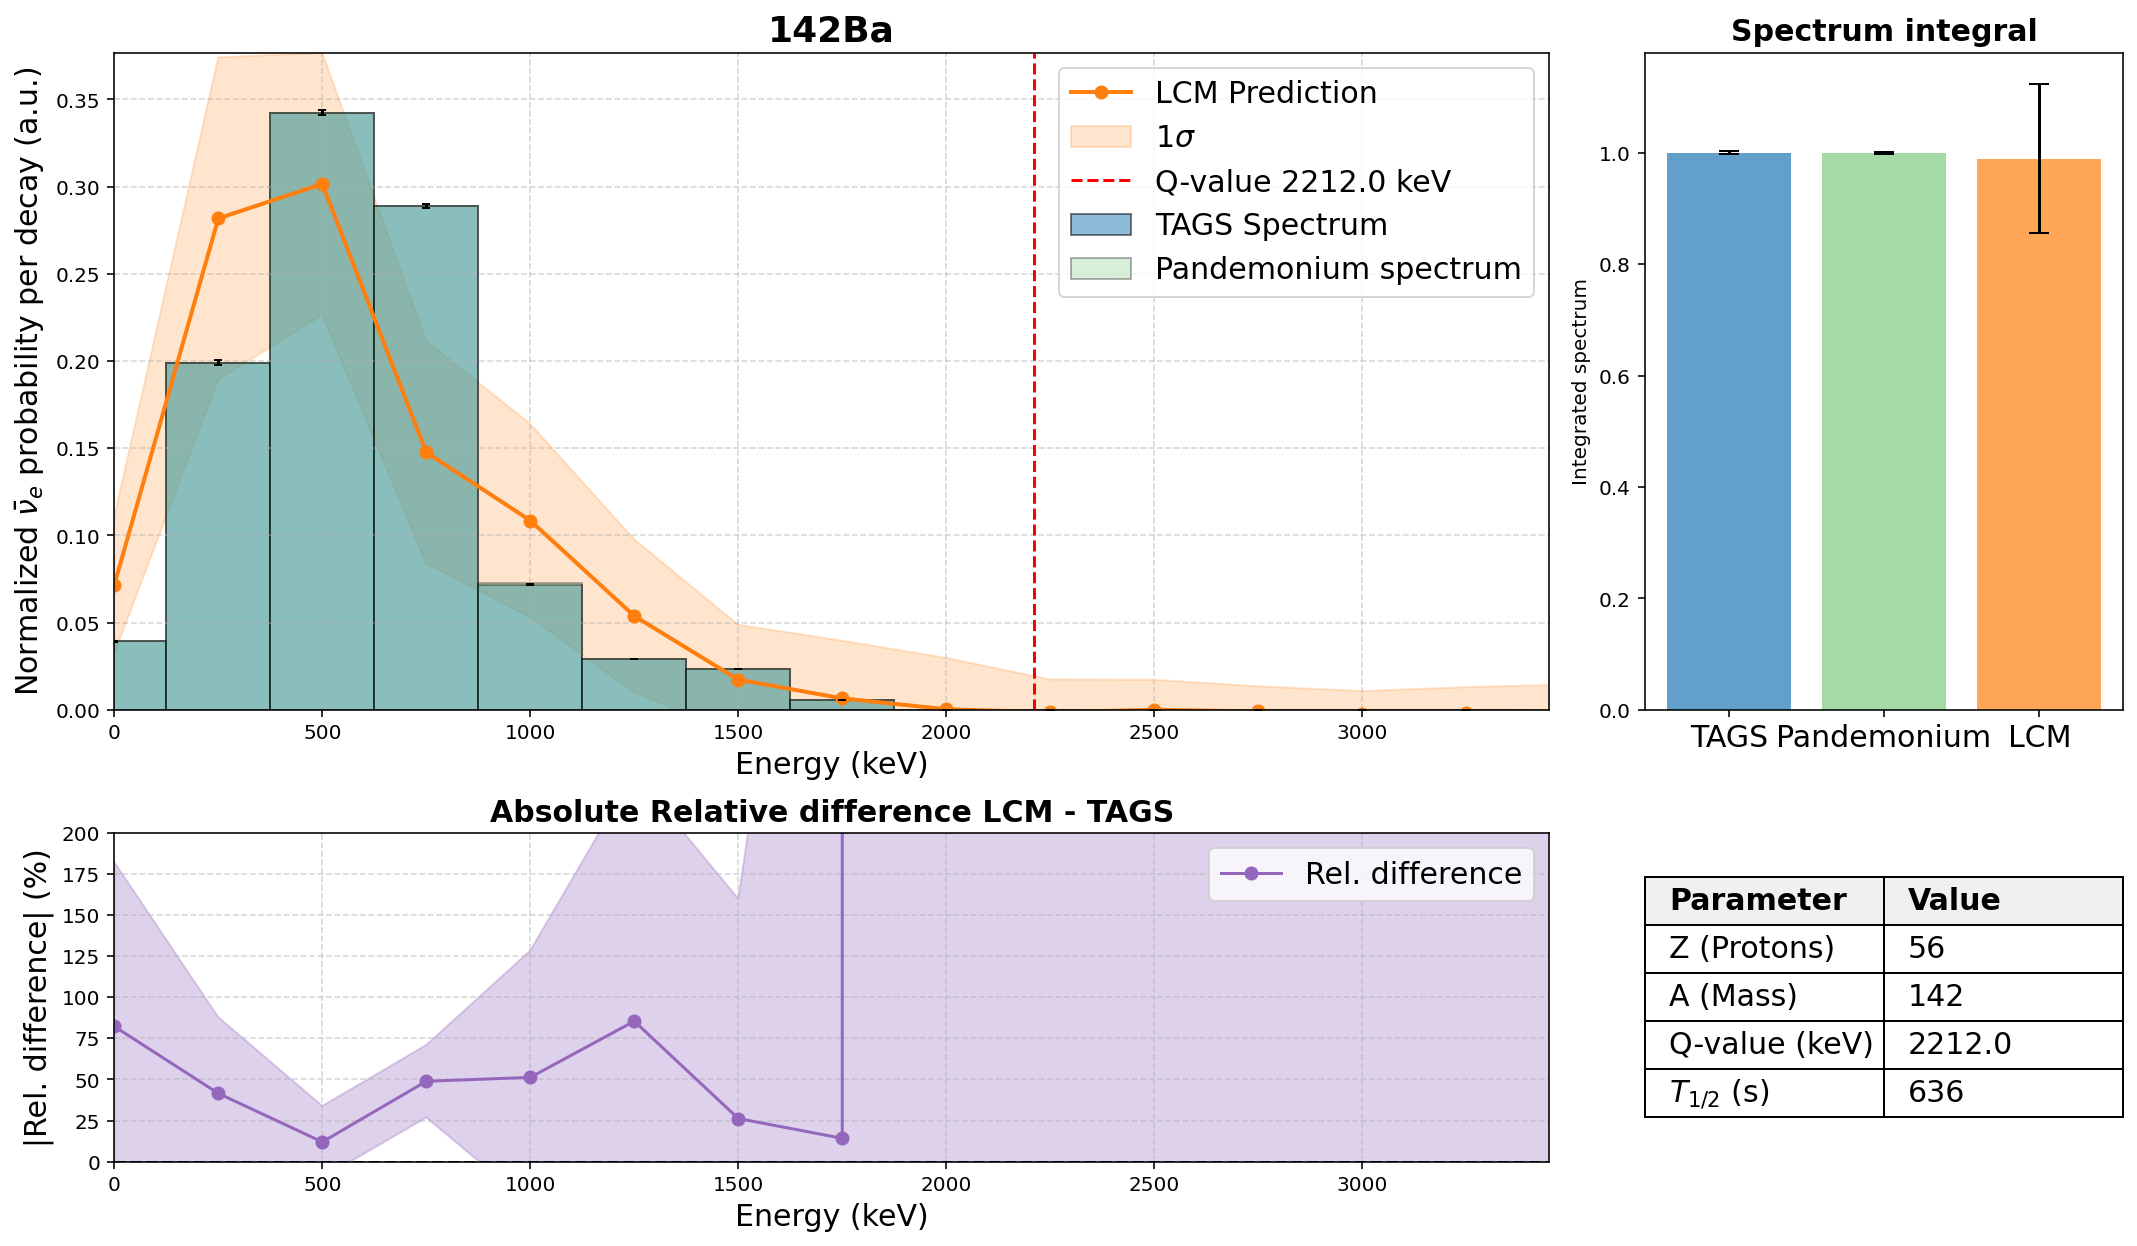 142Ba
Normalized ν̄e probability per decay (a.u.)
0.35
0.30
0.25
0.20
0.15
0.10
0.05
0.00
LCM Prediction
1σ
Q-value 2212.0 keV
TAGS Spectrum
Pandemonium spectrum
0 500 1000 1500 2000 2500 3000
Energy (keV)
Spectrum integral
Integrated spectrum
1.0
0.8
0.6
0.4
0.2
0.0
TAGS Pandemonium LCM
Absolute Relative difference LCM - TAGS
|Rel. difference| (%)
200
175
150
125
100
75
50
25
0
Rel. difference
0 500 1000 1500 2000 2500 3000
Energy (keV)
Parameter Value
Z (Protons) 56
A (Mass) 142
Q-value (keV) 2212.0
T1/2 (s) 636